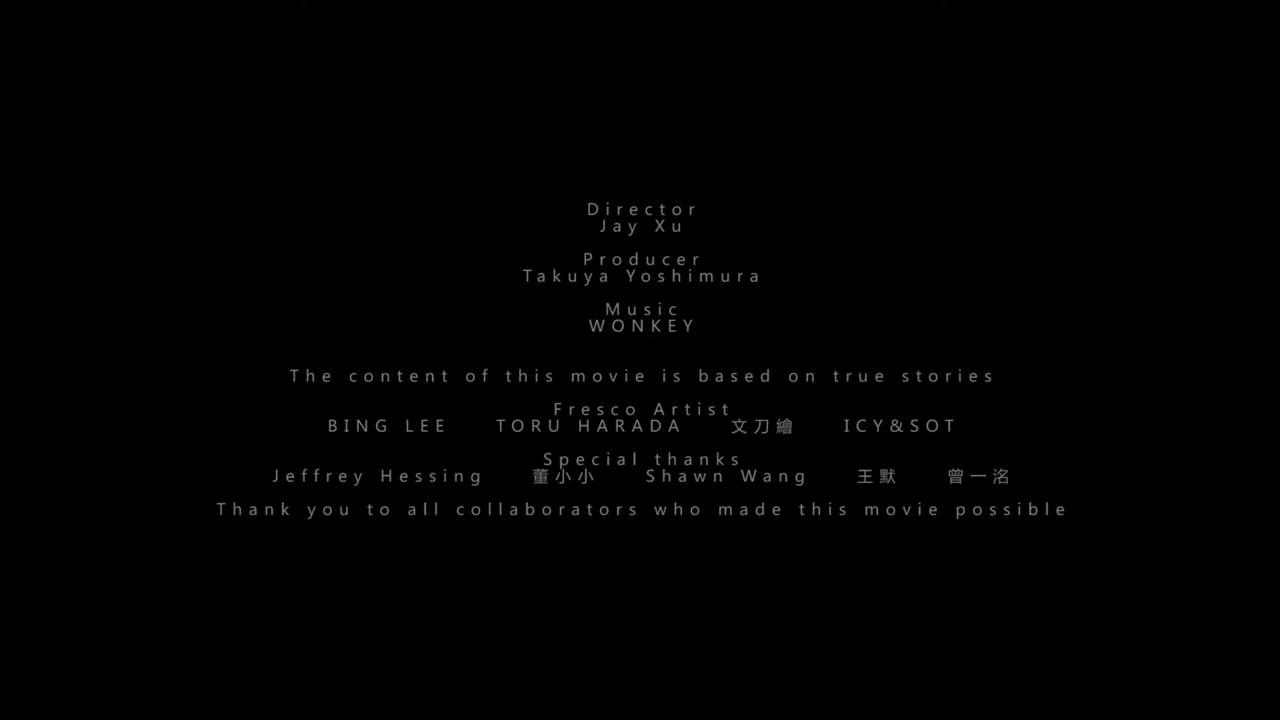 Director
Jay Xu
Producer
Takuya Yoshimura
Music
WONKEY
The content of this movie is based on true stories
Fresco Artist
BING LEE TORU HARADA 文刀繪 ICY&SOT
Special thanks
Jeffrey Hessing 董小小 Shawn Wang 王默 曾一洺
Thank you to all collaborators who made this movie possible